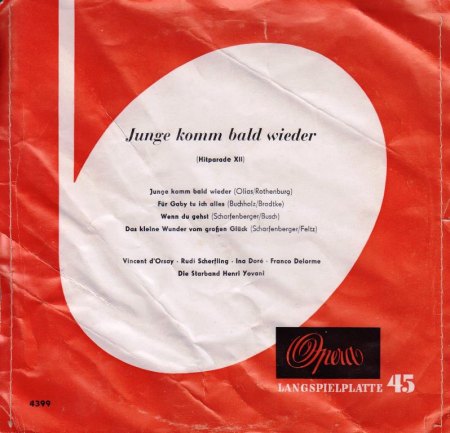 Junge komm bald wieder
(Hitparade XII)
Junge komm bald wieder (Olias/Rothenburg)
Für Gaby tu ich alles (Buchholz/Bradtke)
Wenn du gehst (Scharfenberger/Busch)
Das kleine Wunder vom großen Glück (Scharfenberger/Feltz)
Vincent d'Orsay · Rudi Scherfling · Ina Doré · Franco Delorme
Die Starband Henri Yovani
Opera
LANGSPIELPLATTE 45
4399